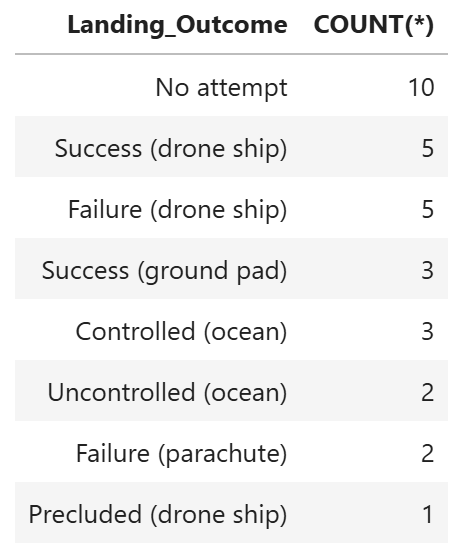 Landing_Outcome COUNT(*)
No attempt 10
Success (drone ship) 5
Failure (drone ship) 5
Success (ground pad) 3
Controlled (ocean) 3
Uncontrolled (ocean) 2
Failure (parachute) 2
Precluded (drone ship) 1